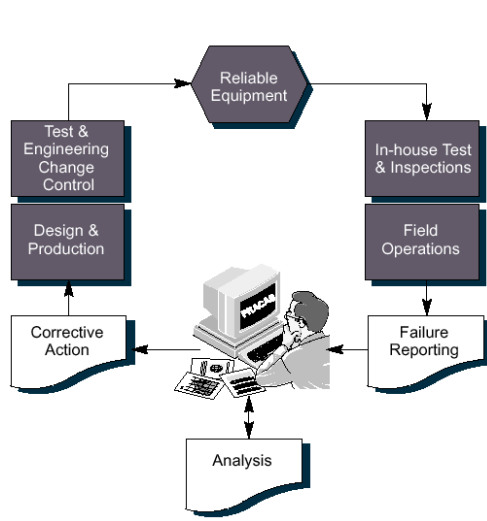 Reliable
Equipment
Test &
Engineering
Change
Control
In-house Test
& Inspections
Design &
Production
Field
Operations
FRACAS
Corrective
Action
Failure
Reporting
Analysis